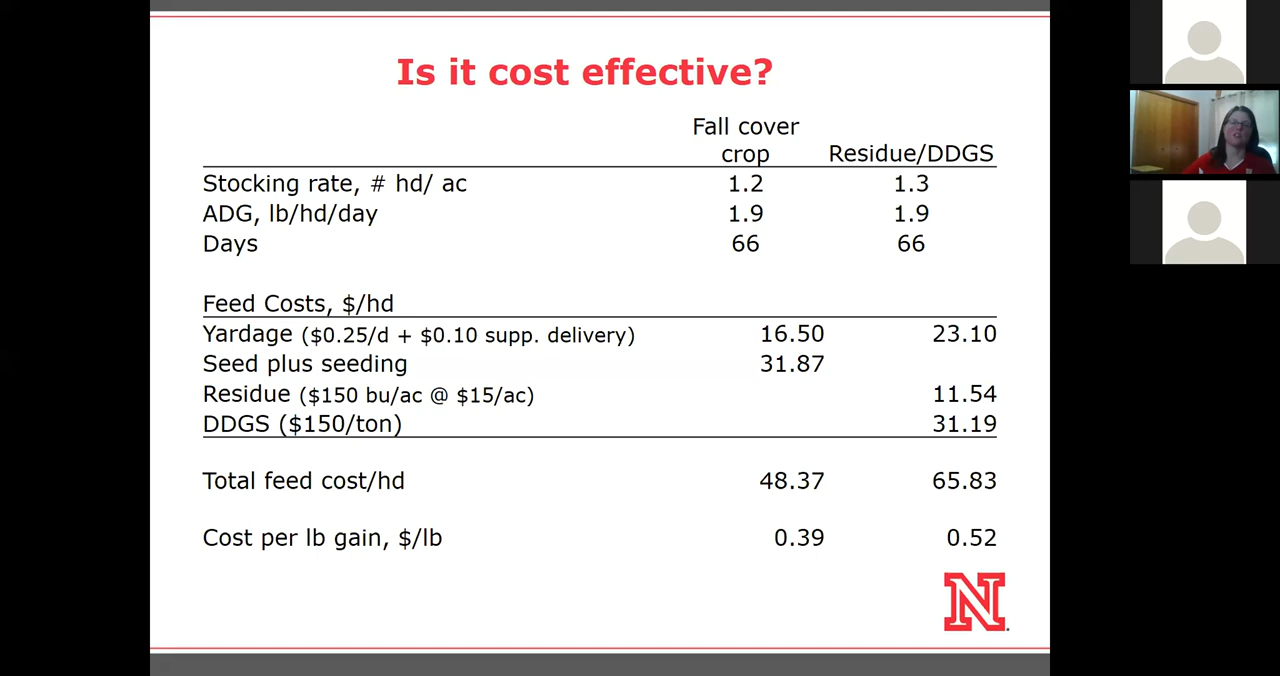 Is it cost effective?
Fall cover
crop Residue/DDGS
Stocking rate, # hd/ ac 1.2 1.3
ADG, lb/hd/day 1.9 1.9
Days 66 66
Feed Costs, $/hd
Yardage ($0.25/d + $0.10 supp. delivery) 16.50 23.10
Seed plus seeding 31.87
Residue ($150 bu/ac @ $15/ac) 11.54
DDGS ($150/ton) 31.19
Total feed cost/hd 48.37 65.83
Cost per lb gain, $/lb 0.39 0.52
N